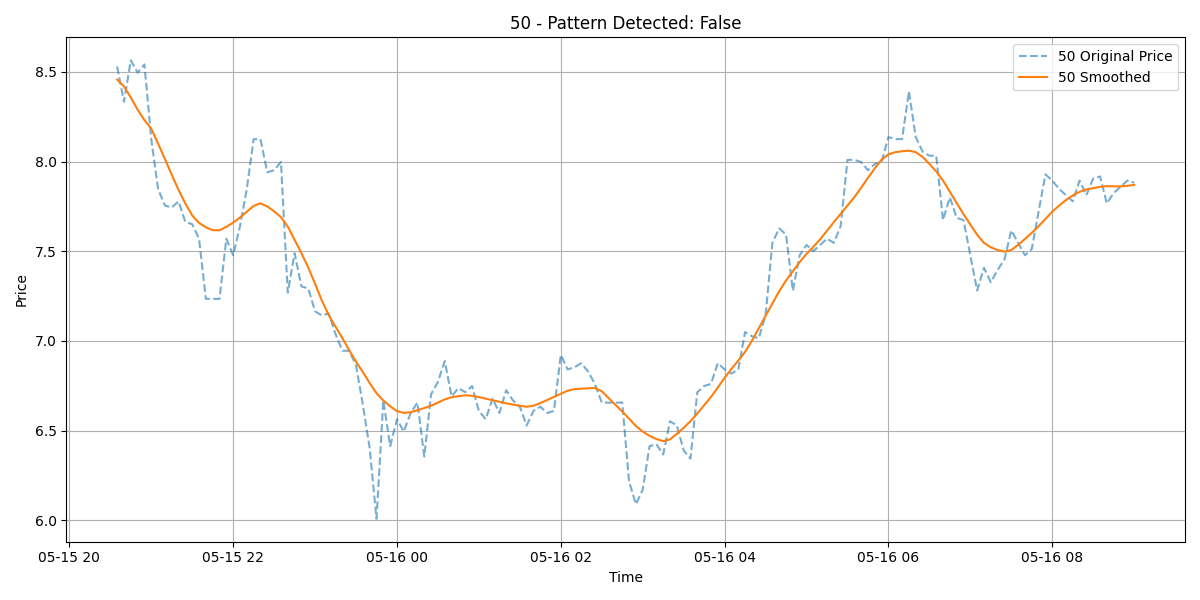 50 - Pattern Detected: False
50 Original Price
50 Smoothed
Price
8.5
8.0
7.5
7.0
6.5
6.0
05-15 20
05-15 22
05-16 00
05-16 02
05-16 04
05-16 06
05-16 08
Time